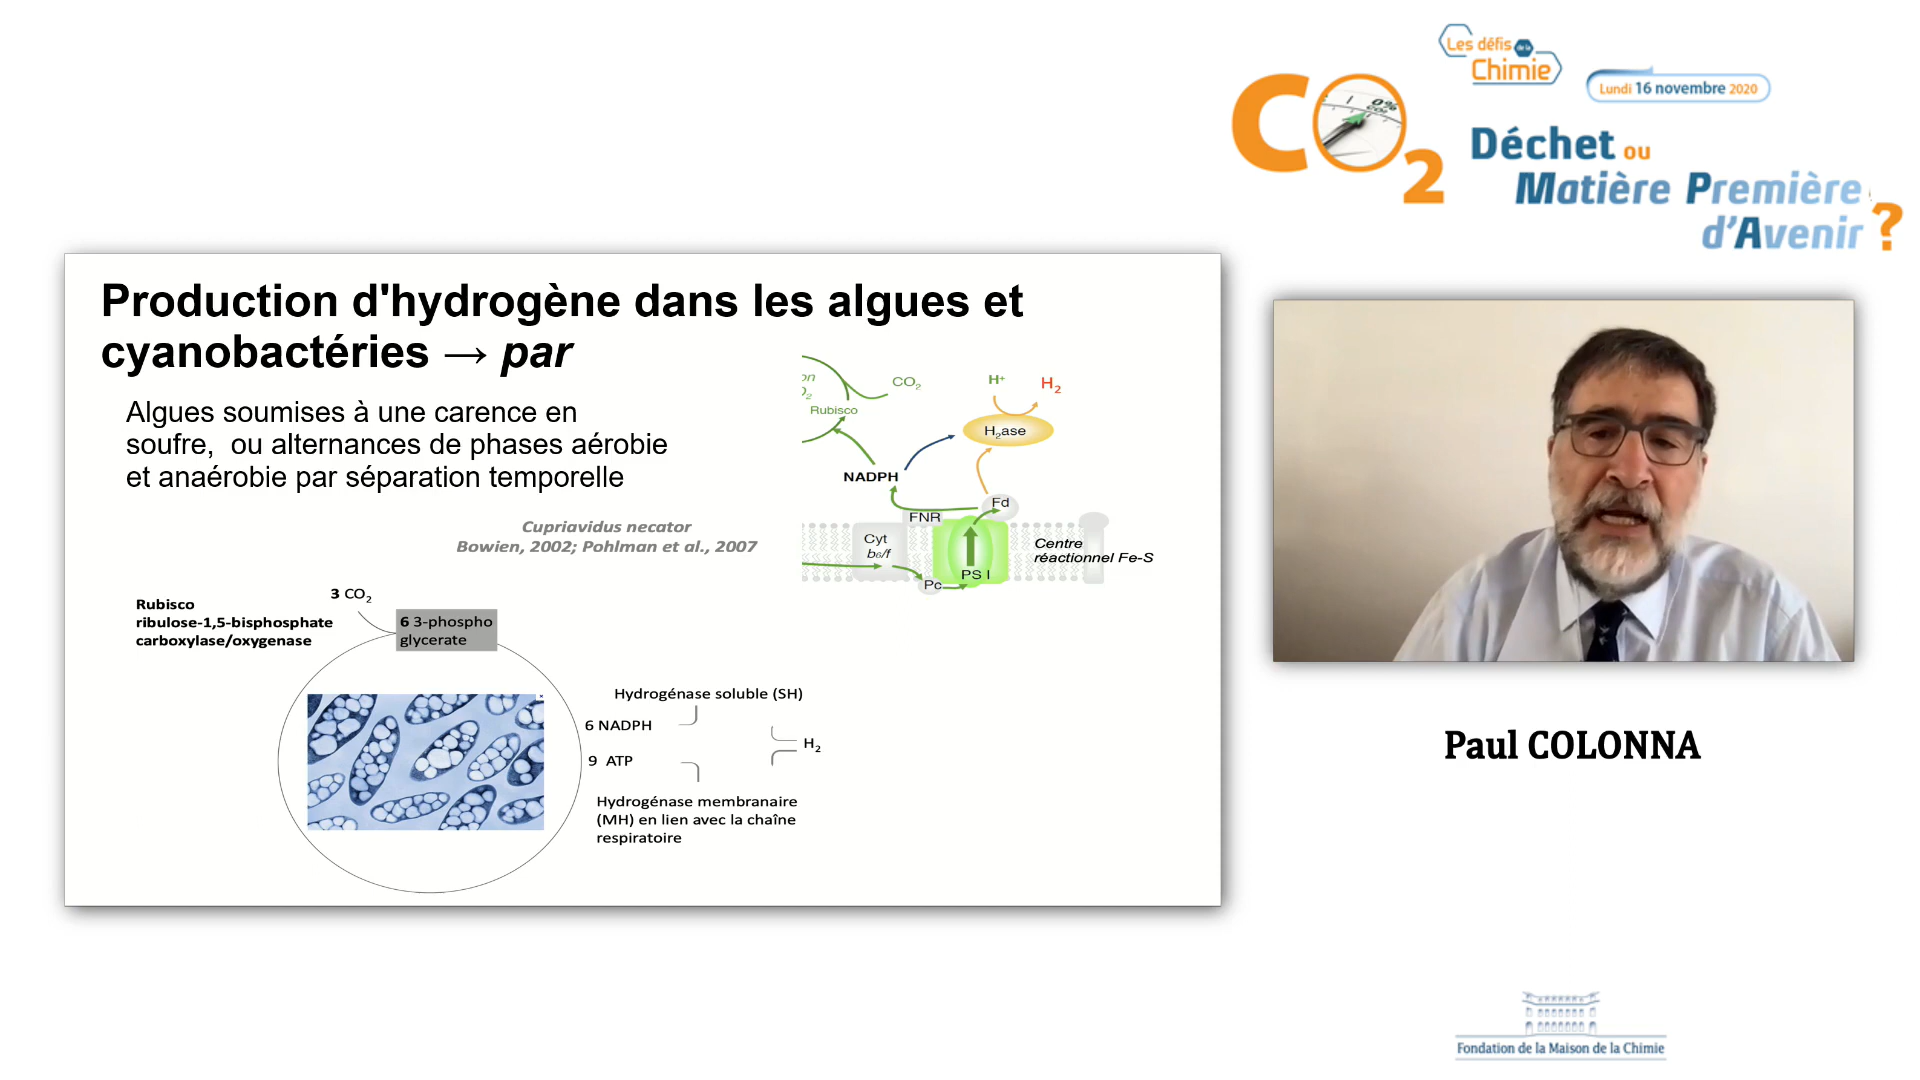 Les défis de la
Chimie
Lundi 16 novembre 2020
0%
CO2
Déchet ou
Matière Première
d'Avenir ?
Production d'hydrogène dans les algues et
cyanobactéries → par
Algues soumises à une carence en
soufre, ou alternances de phases aérobie
et anaérobie par séparation temporelle
Cupriavidus necator
Bowien, 2002; Pohlman et al., 2007
on
O₂
CO₂
H⁺
H₂
Rubisco
H₂ase
NADPH
Fd
FNR
Cyt
b₆/f
Centre
réactionnel Fe-S
PS I
Pc
3 CO₂
Rubisco
ribulose-1,5-bisphosphate
carboxylase/oxygenase
6 3-phospho
glycerate
Hydrogénase soluble (SH)
6 NADPH
H₂
9 ATP
Hydrogénase membranaire
(MH) en lien avec la chaîne
respiratoire
Paul COLONNA
Fondation de la Maison de la Chimie